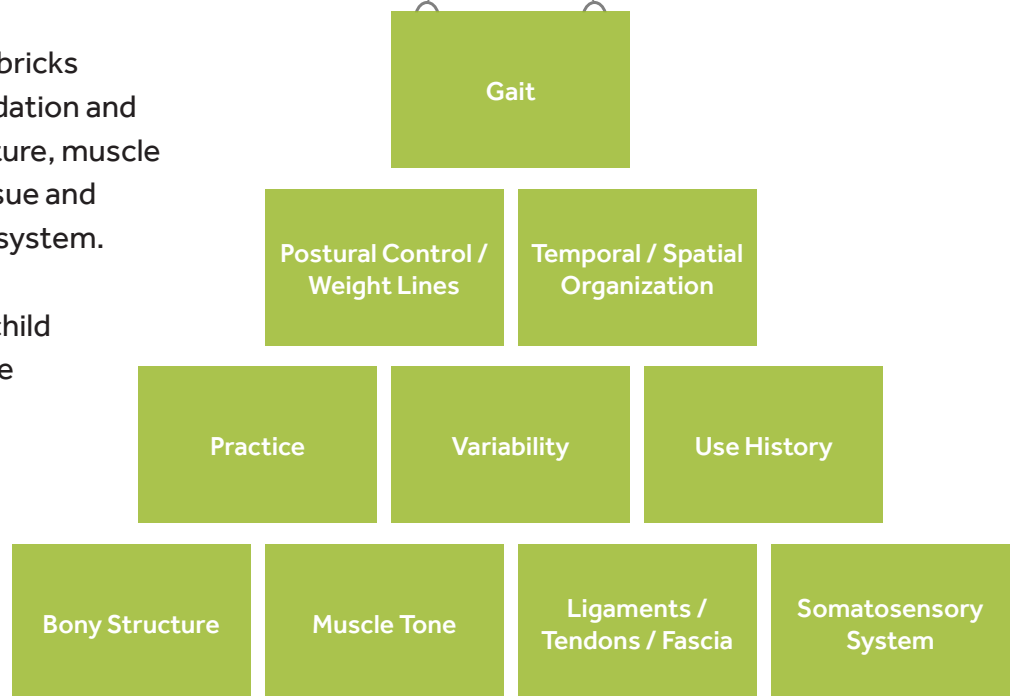 bricks
dation and
ture, muscle
sue and
system.
child
e
Gait
Postural Control /
Weight Lines
Temporal / Spatial
Organization
Practice
Variability
Use History
Bony Structure
Muscle Tone
Ligaments /
Tendons / Fascia
Somatosensory
System